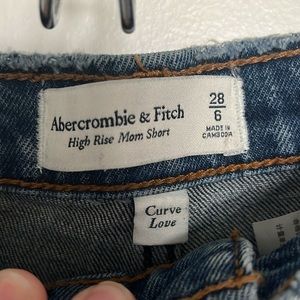 Abercrombie & Fitch
High Rise Mom Short
28
6
MADE IN
CAMBODIA
Curve
Love